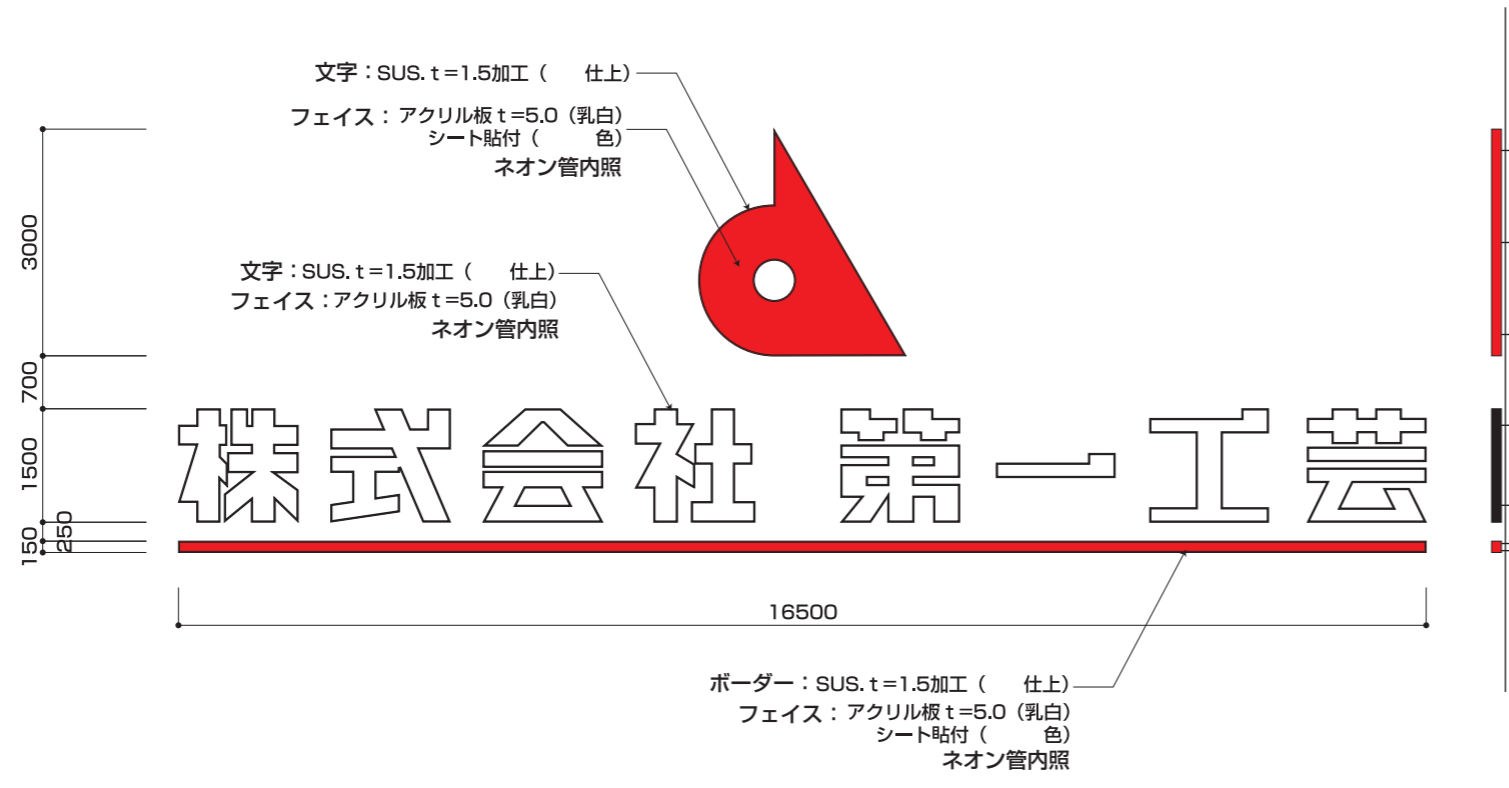 文字：SUS. t＝1.5加工（　　仕上）
フェイス：アクリル板 t＝5.0（乳白）
シート貼付（　　　色）
ネオン管内照
文字：SUS. t＝1.5加工（　　仕上）
フェイス：アクリル板 t＝5.0（乳白）
ネオン管内照
3000
700
1500
250
150
株式会社 第一工芸
16500
ボーダー：SUS. t＝1.5加工（　　仕上）
フェイス：アクリル板 t＝5.0（乳白）
シート貼付（　　　色）
ネオン管内照